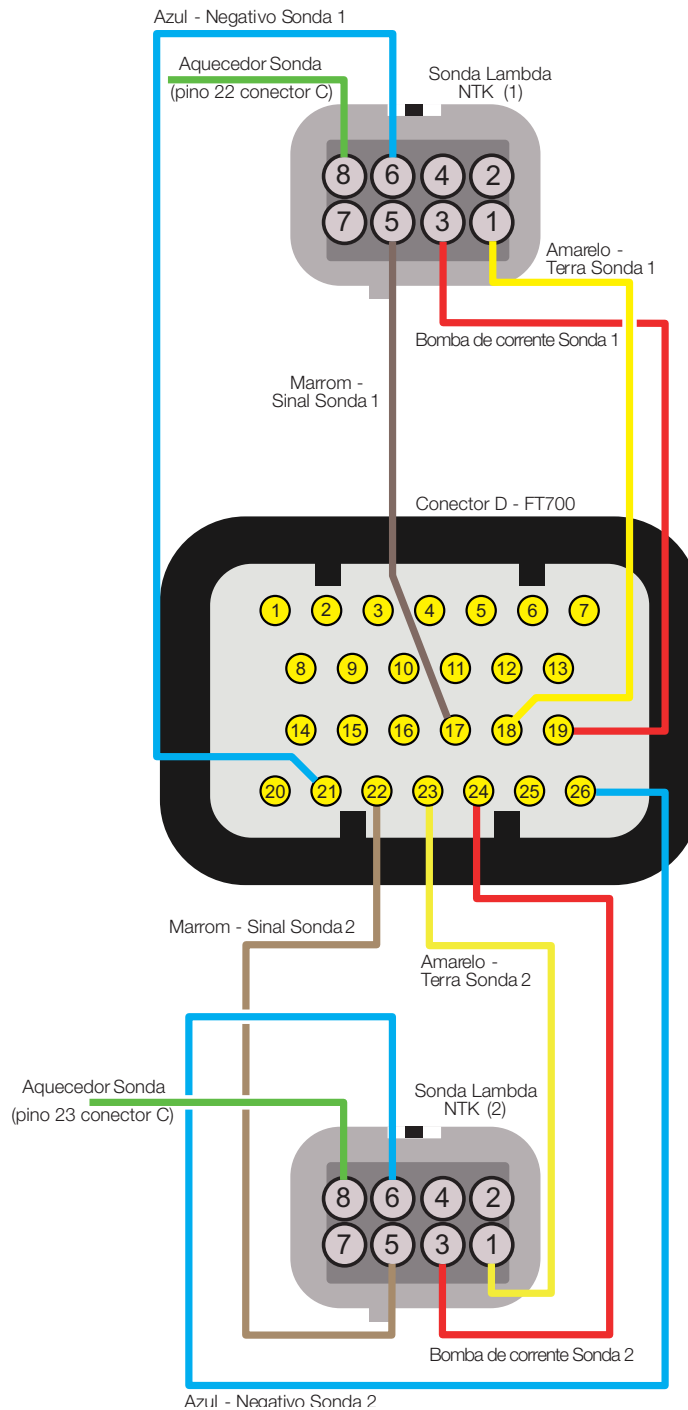 Azul - Negativo Sonda 1
Aquecedor Sonda
(pino 22 conector C)
Sonda Lambda
NTK (1)
8 6 4 2
7 5 3 1
Amarelo -
Terra Sonda 1
Bomba de corrente Sonda 1
Marrom -
Sinal Sonda 1
Conector D - FT700
1 2 3 4 5 6 7
8 9 10 11 12 13
14 15 16 17 18 19
20 21 22 23 24 25 26
Marrom - Sinal Sonda 2
Amarelo -
Terra Sonda 2
Aquecedor Sonda
(pino 23 conector C)
Sonda Lambda
NTK (2)
8 6 4 2
7 5 3 1
Bomba de corrente Sonda 2
Azul - Negativo Sonda 2